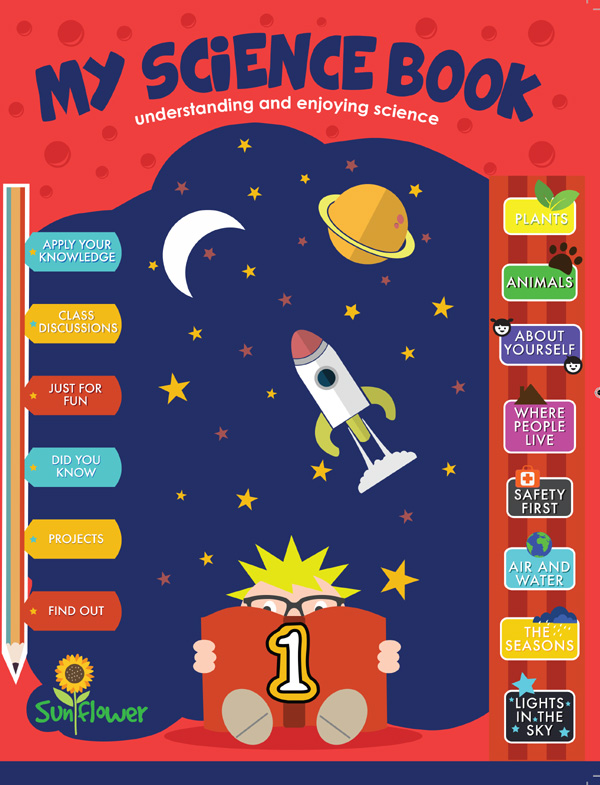 MY SCIENCE BOOK
understanding and enjoying science
APPLY YOUR
KNOWLEDGE
CLASS
DISCUSSIONS
JUST FOR
FUN
DID YOU
KNOW
PROJECTS
FIND OUT
PLANTS
ANIMALS
ABOUT
YOURSELF
WHERE
PEOPLE
LIVE
SAFETY
FIRST
AIR AND
WATER
THE
SEASONS
LIGHTS
IN THE
SKY
1
Sunflower